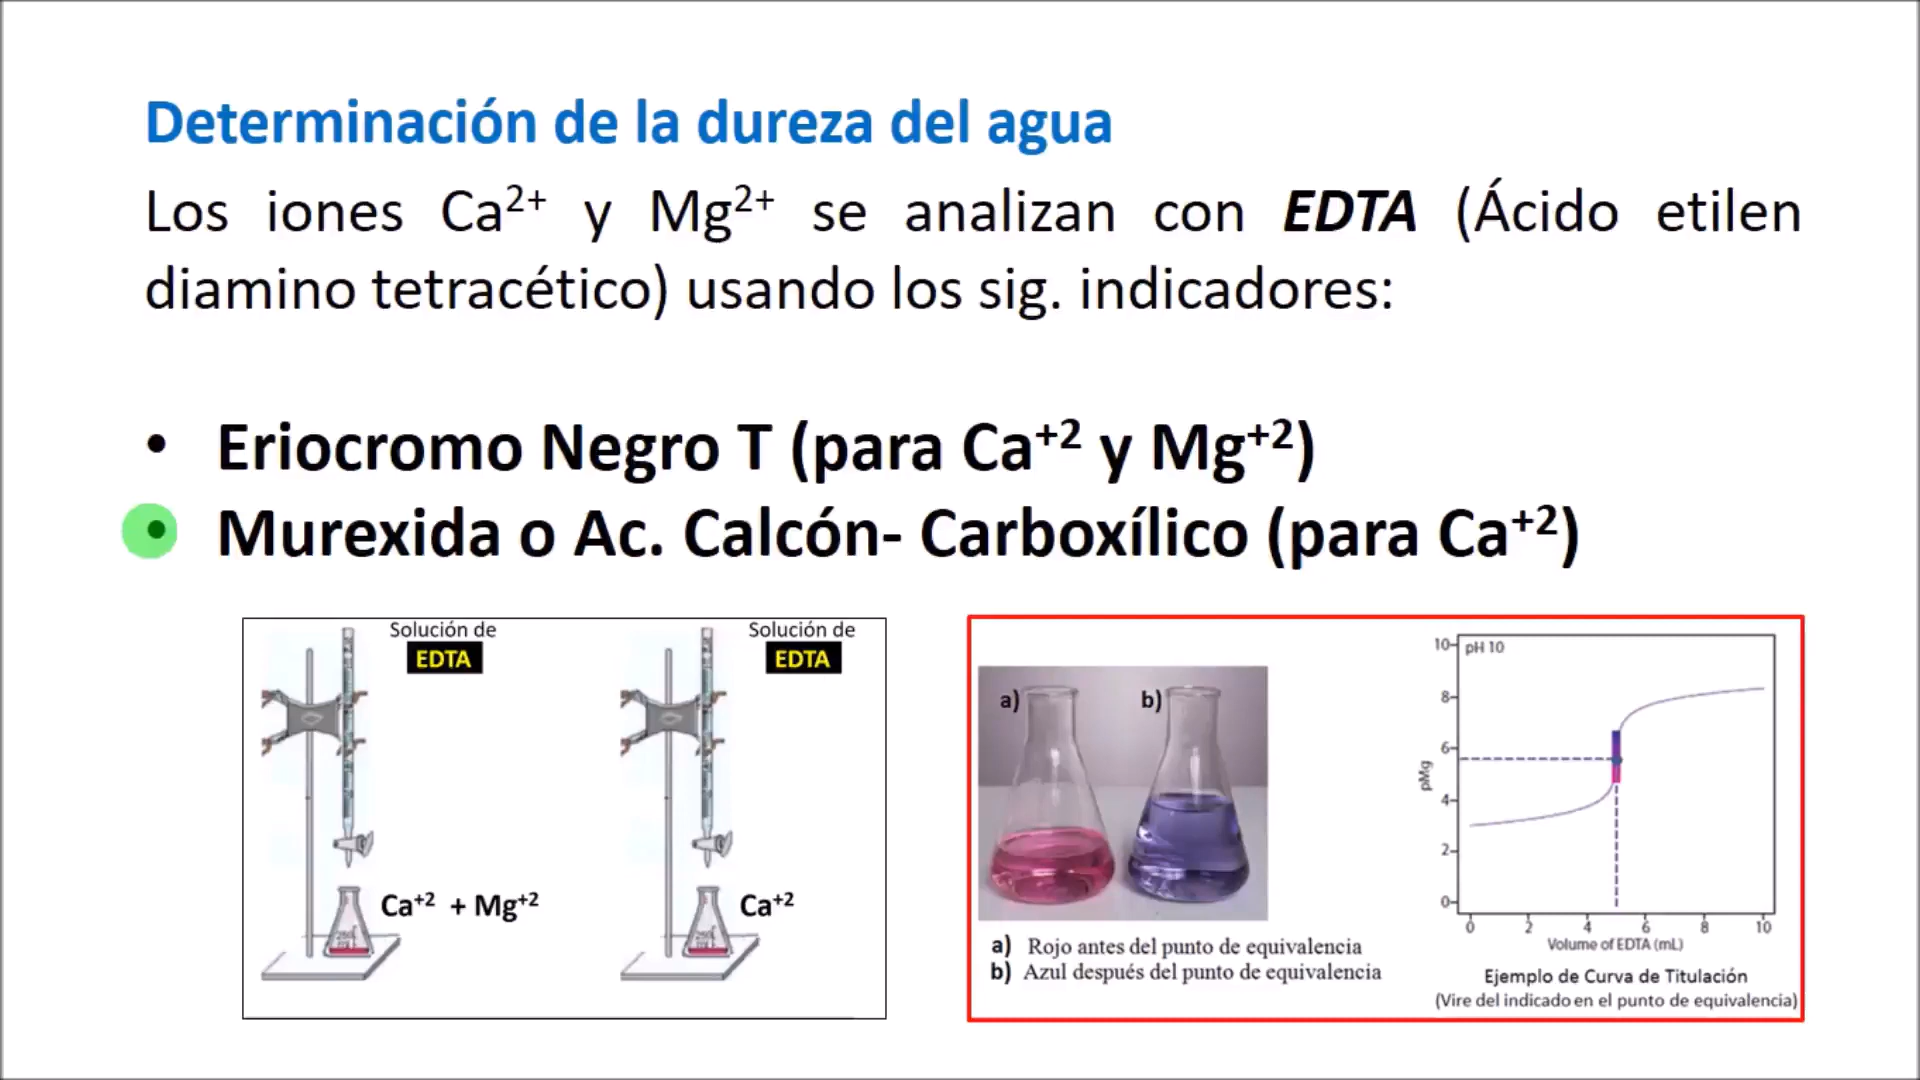 Determinación de la dureza del agua
Los iones Ca²⁺ y Mg²⁺ se analizan con EDTA (Ácido etilen
diamino tetracético) usando los sig. indicadores:
• Eriocromo Negro T (para Ca⁺² y Mg⁺²)
• Murexida o Ac. Calcón- Carboxílico (para Ca⁺²)
Solución de
EDTA
Ca⁺² + Mg⁺²
Solución de
EDTA
Ca⁺²
a)
b)
a) Rojo antes del punto de equivalencia
b) Azul después del punto de equivalencia
pH 10
pMg
10
8
6
4
2
0
0 2 4 6 8 10
Volume of EDTA (mL)
Ejemplo de Curva de Titulación
(Vire del indicado en el punto de equivalencia)